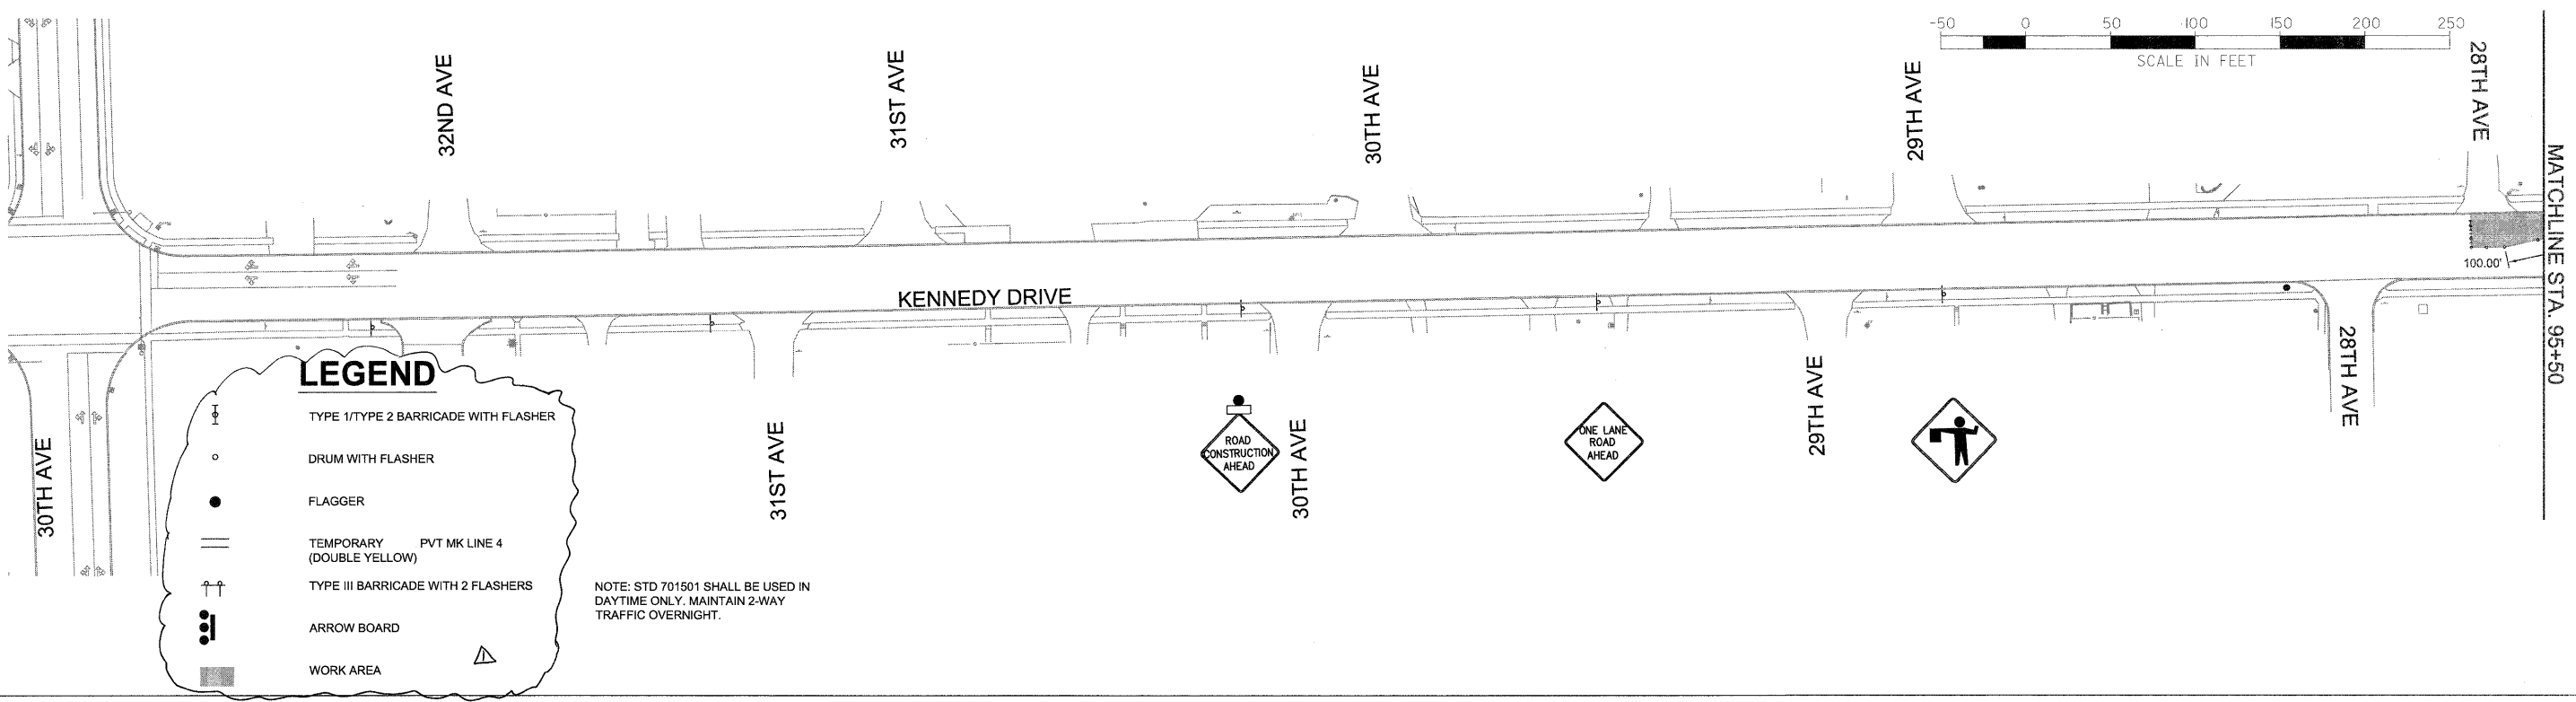 -50 0 50 100 150 200 250
SCALE IN FEET
32ND AVE
31ST AVE
30TH AVE
29TH AVE
28TH AVE
MATCHLINE STA. 95+50
100.00'
KENNEDY DRIVE
30TH AVE
31ST AVE
30TH AVE
29TH AVE
28TH AVE
ROAD
CONSTRUCTION
AHEAD
ONE LANE
ROAD
AHEAD
LEGEND
TYPE 1/TYPE 2 BARRICADE WITH FLASHER
DRUM WITH FLASHER
FLAGGER
TEMPORARY PVT MK LINE 4
(DOUBLE YELLOW)
TYPE III BARRICADE WITH 2 FLASHERS
ARROW BOARD
WORK AREA
1
NOTE: STD 701501 SHALL BE USED IN
DAYTIME ONLY. MAINTAIN 2-WAY
TRAFFIC OVERNIGHT.